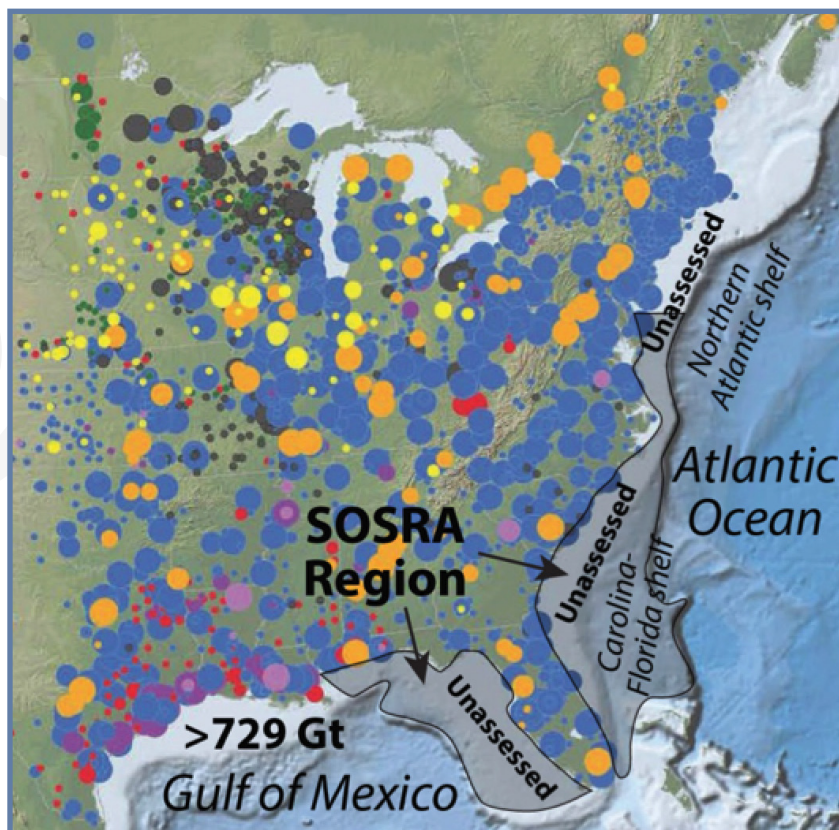 Unassessed
Northern
Atlantic shelf
Atlantic
Ocean
SOSRA
Region
Unassessed
Carolina-
Florida shelf
Unassessed
>729 Gt
Gulf of Mexico